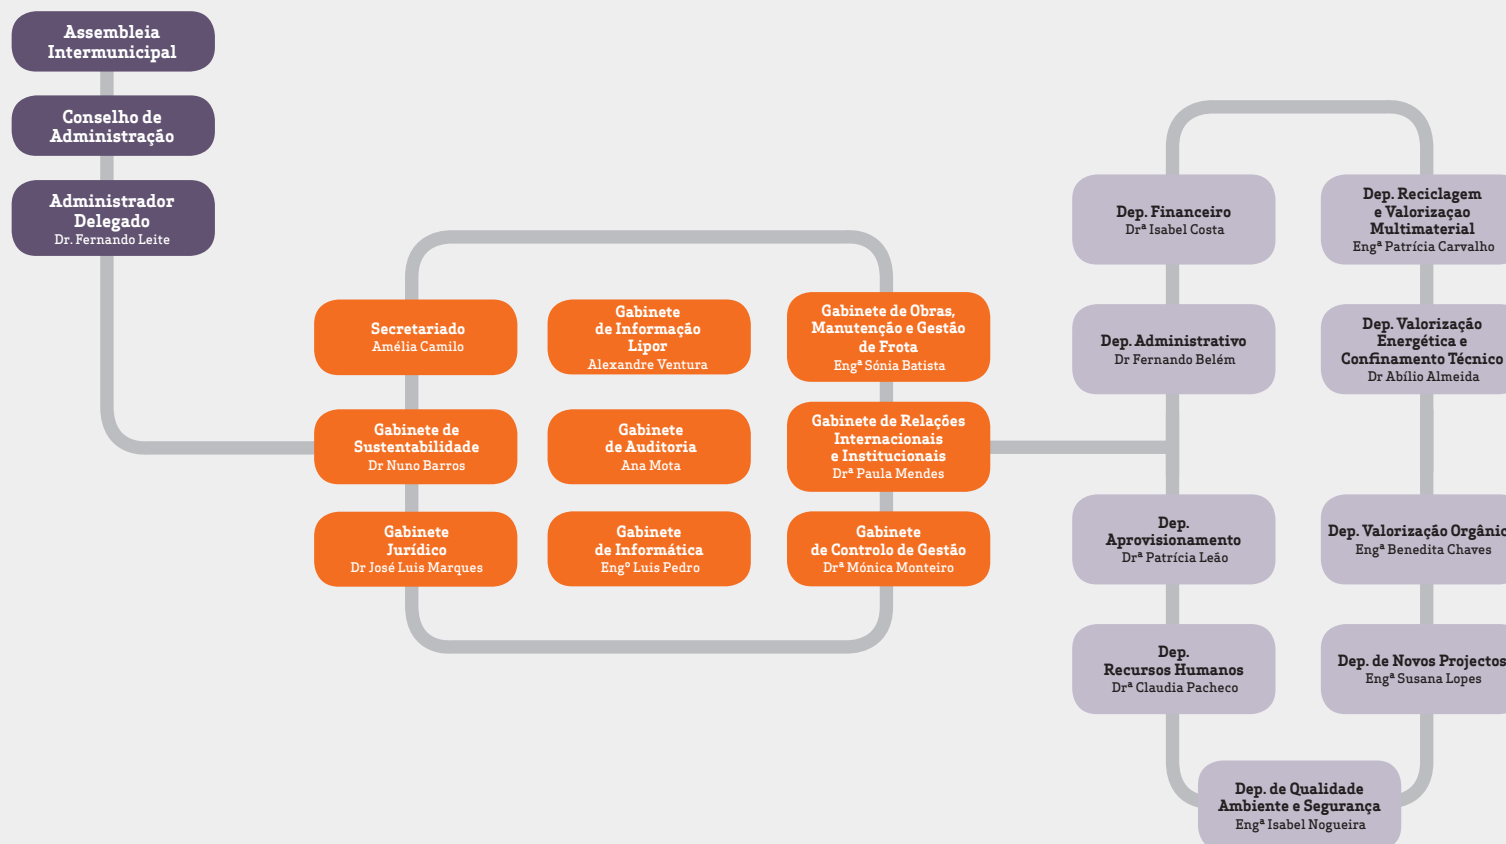 Assembleia
Intermunicipal
Conselho de
Administração
Administrador
Delegado
Dr. Fernando Leite
Secretariado
Amélia Camilo
Gabinete
de Informação
Lipor
Alexandre Ventura
Gabinete de Obras,
Manutenção e Gestão
de Frota
Engª Sónia Batista
Gabinete de
Sustentabilidade
Dr Nuno Barros
Gabinete
de Auditoria
Ana Mota
Gabinete de Relações
Internacionais
e Institucionais
Drª Paula Mendes
Gabinete
Jurídico
Dr José Luis Marques
Gabinete
de Informática
Engº Luis Pedro
Gabinete
de Controlo de Gestão
Drª Mónica Monteiro
Dep. Financeiro
Drª Isabel Costa
Dep. Reciclagem
e Valorizaçao
Multimaterial
Engª Patrícia Carvalho
Dep. Administrativo
Dr Fernando Belém
Dep. Valorização
Energética e
Confinamento Técnico
Dr Abílio Almeida
Dep.
Aprovisionamento
Drª Patrícia Leão
Dep. Valorização Orgânic
Engª Benedita Chaves
Dep.
Recursos Humanos
Drª Claudia Pacheco
Dep. de Novos Projectos
Engª Susana Lopes
Dep. de Qualidade
Ambiente e Segurança
Engª Isabel Nogueira